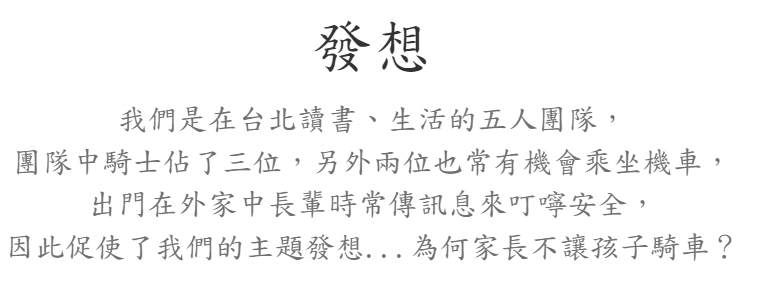 發想
我們是在台北讀書、生活的五人團隊，
團隊中騎士佔了三位，另外兩位也常有機會乘坐機車，
出門在外家中長輩時常傳訊息來叮嚀安全，
因此促使了我們的主題發想...為何家長不讓孩子騎車？